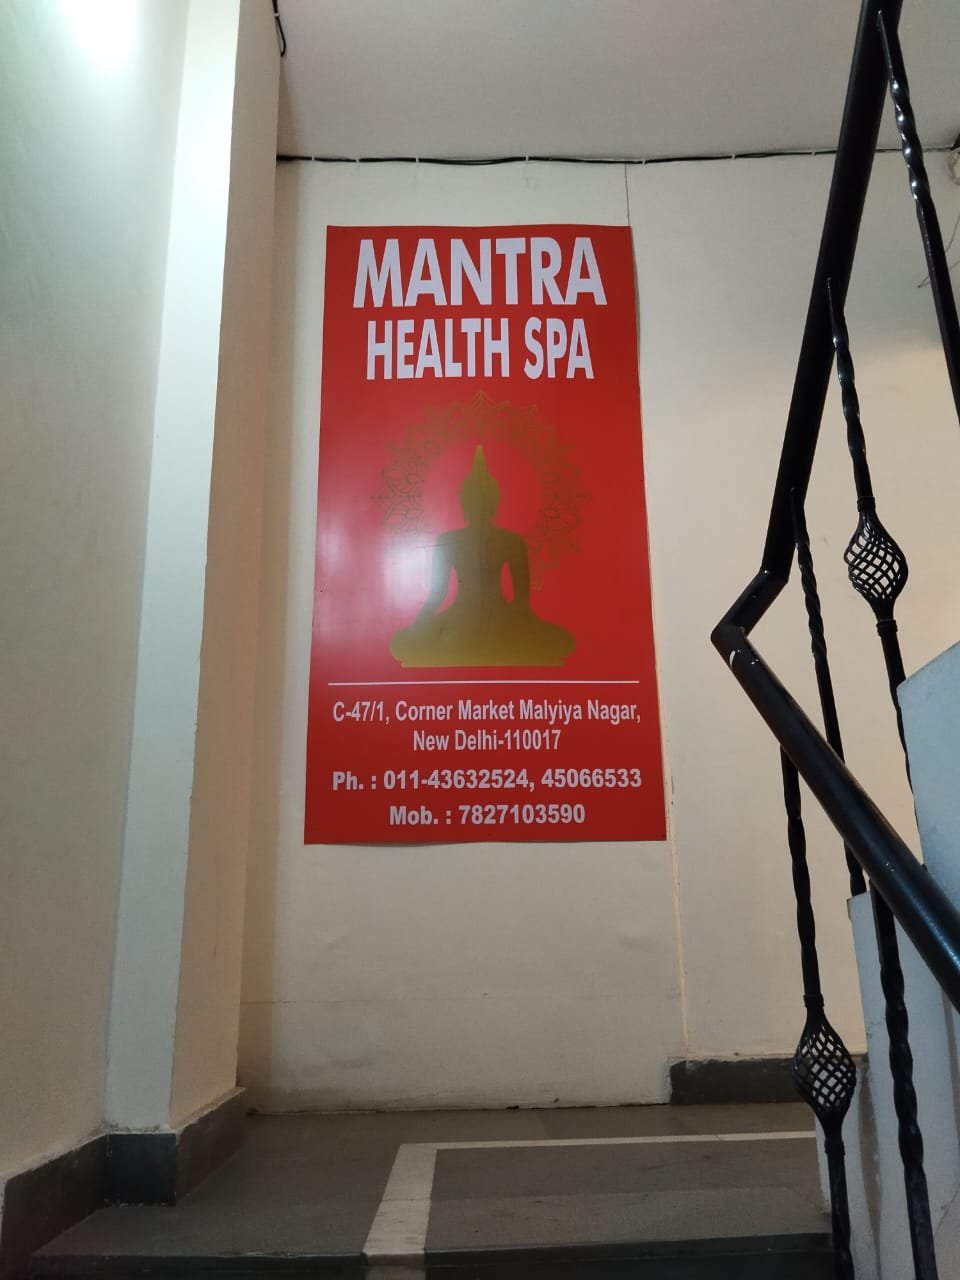 MANTRA
HEALTH SPA
C-47/1, Corner Market Malyiya Nagar,
New Delhi-110017
Ph. : 011-43632524, 45066533
Mob. : 7827103590